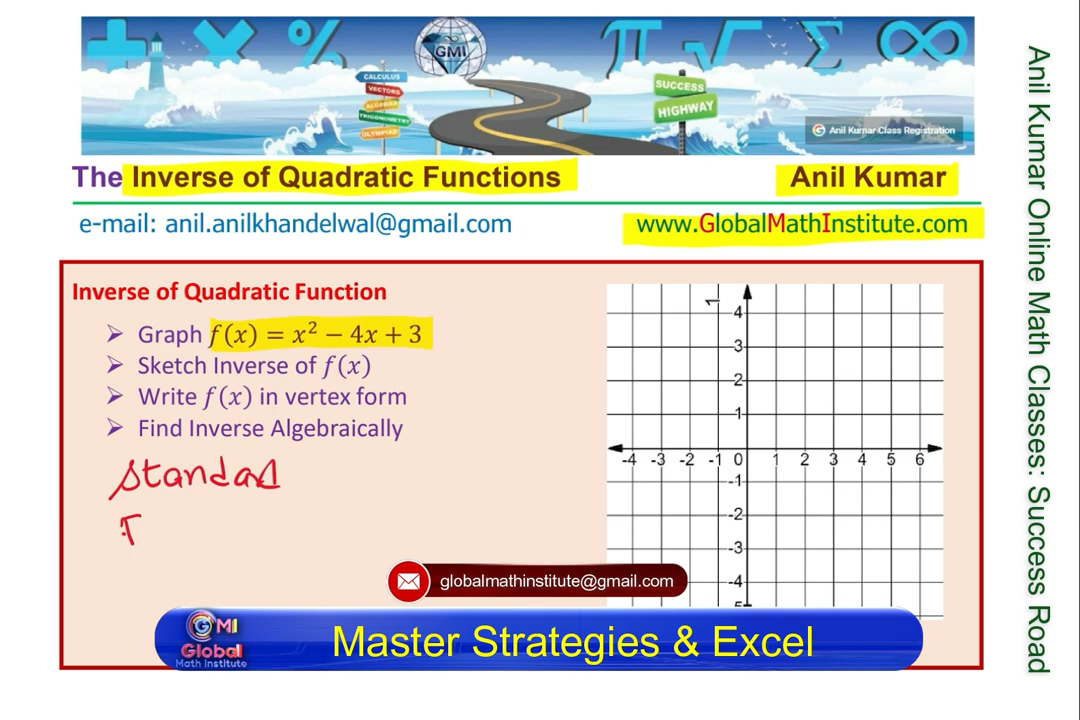 GMI
CALCULUS
VECTORS
ALGEBRA
TRIGONOMETRY
OLYMPIAD
SUCCESS
HIGHWAY
Anil Kumar Class Registration
The Inverse of Quadratic Functions Anil Kumar
e-mail: anil.anilkhandelwal@gmail.com www.GlobalMathInstitute.com
Inverse of Quadratic Function
➢ Graph f(x) = x² − 4x + 3
➢ Sketch Inverse of f(x)
➢ Write f(x) in vertex form
➢ Find Inverse Algebraically
Standad
F
4
3
2
1
-4 -3 -2 -1 0 1 2 3 4 5 6
-1
-2
-3
-4
globalmathinstitute@gmail.com
GMI
Global
Math Institute
Master Strategies & Excel
Anil Kumar Online Math Classes: Success Road